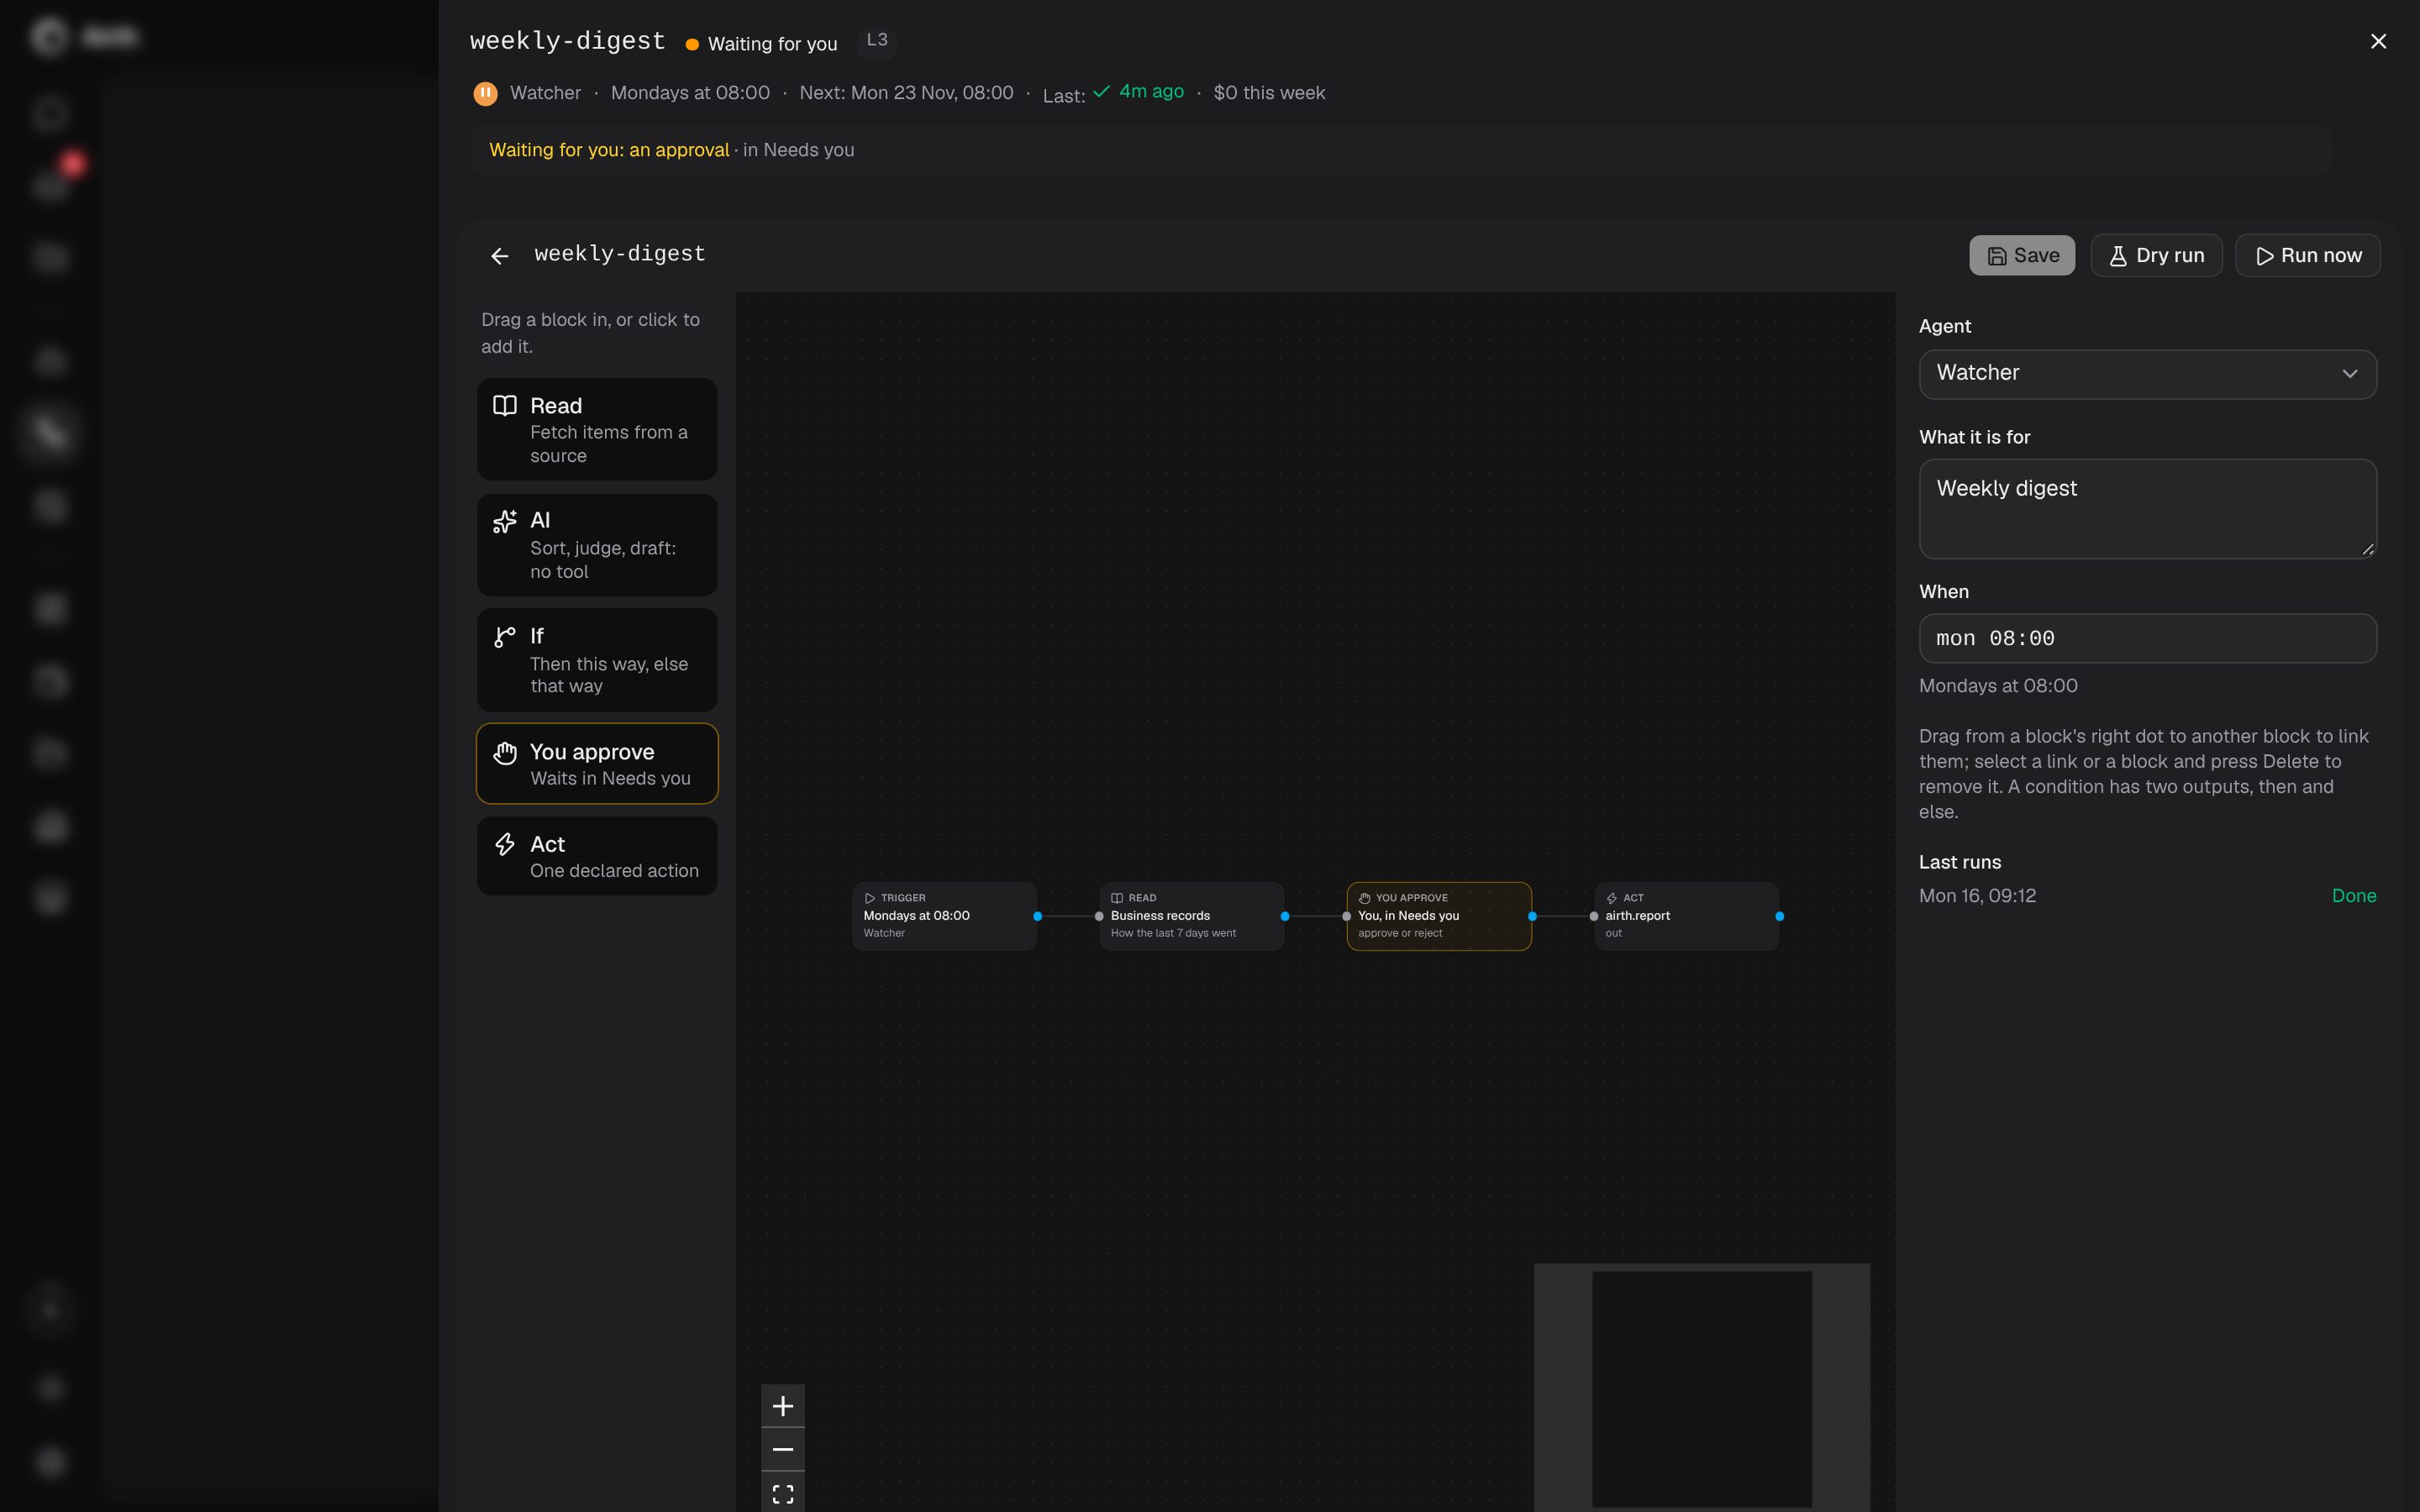 weekly-digest
Waiting for you
L3
Watcher · Mondays at 08:00 · Next: Mon 23 Nov, 08:00 · Last: 4m ago · $0 this week
Waiting for you: an approval · in Needs you
weekly-digest
Save
Dry run
Run now
Drag a block in, or click to
add it.
Read
Fetch items from a
source
AI
Sort, judge, draft:
no tool
If
Then this way, else
that way
You approve
Waits in Needs you
Act
One declared action
TRIGGER
Mondays at 08:00
Watcher
READ
Business records
How the last 7 days went
YOU APPROVE
You, in Needs you
approve or reject
ACT
airth.report
out
Agent
Watcher
What it is for
Weekly digest
When
mon 08:00
Mondays at 08:00
Drag from a block's right dot to another block to link
them; select a link or a block and press Delete to
remove it. A condition has two outputs, then and
else.
Last runs
Mon 16, 09:12
Done